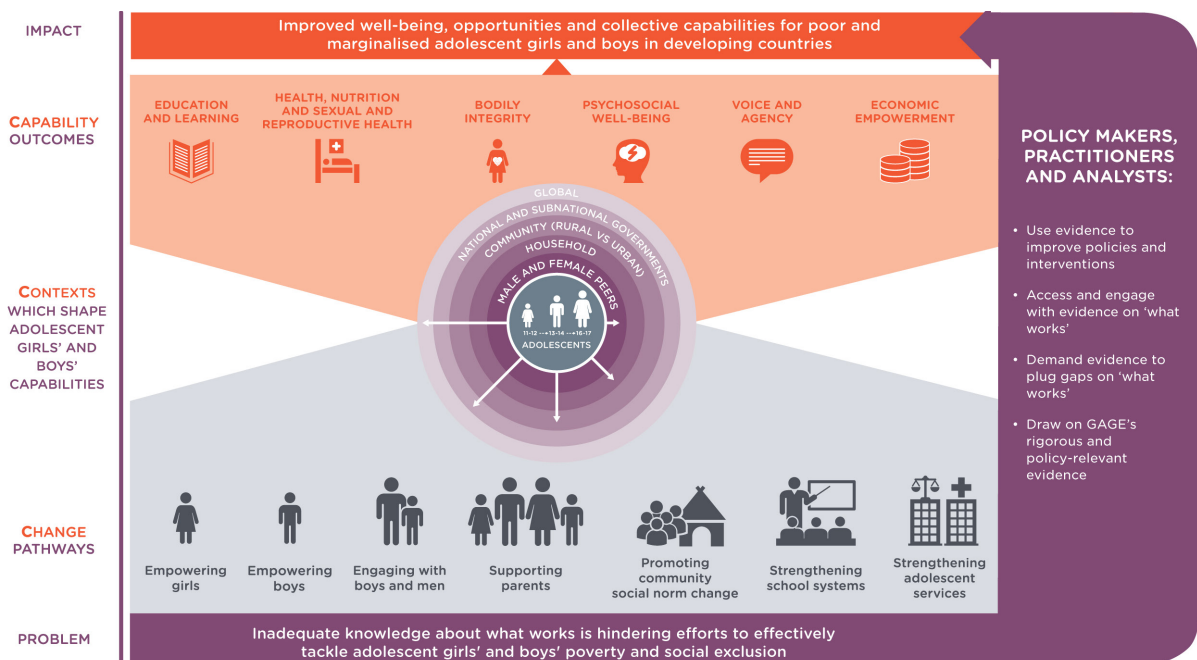 IMPACT
Improved well-being, opportunities and collective capabilities for poor and
marginalised adolescent girls and boys in developing countries
CAPABILITY
OUTCOMES
EDUCATION
AND LEARNING
HEALTH, NUTRITION
AND SEXUAL AND
REPRODUCTIVE HEALTH
BODILY
INTEGRITY
PSYCHOSOCIAL
WELL-BEING
VOICE AND
AGENCY
ECONOMIC
EMPOWERMENT
CONTEXTS
WHICH SHAPE
ADOLESCENT
GIRLS' AND
BOYS'
CAPABILITIES
GLOBAL
NATIONAL AND SUBNATIONAL GOVERNMENTS
COMMUNITY (RURAL VS URBAN)
HOUSEHOLD
MALE AND FEMALE PEERS
11-12 → 13-14 → 16-17
ADOLESCENTS
CHANGE
PATHWAYS
Empowering
girls
Empowering
boys
Engaging with
boys and men
Supporting
parents
Promoting
community
social norm change
Strengthening
school systems
Strengthening
adolescent
services
PROBLEM
Inadequate knowledge about what works is hindering efforts to effectively
tackle adolescent girls' and boys' poverty and social exclusion
POLICY MAKERS,
PRACTITIONERS
AND ANALYSTS:
• Use evidence to
improve policies and
interventions
• Access and engage
with evidence on 'what
works'
• Demand evidence to
plug gaps on 'what
works'
• Draw on GAGE's
rigorous and
policy-relevant
evidence